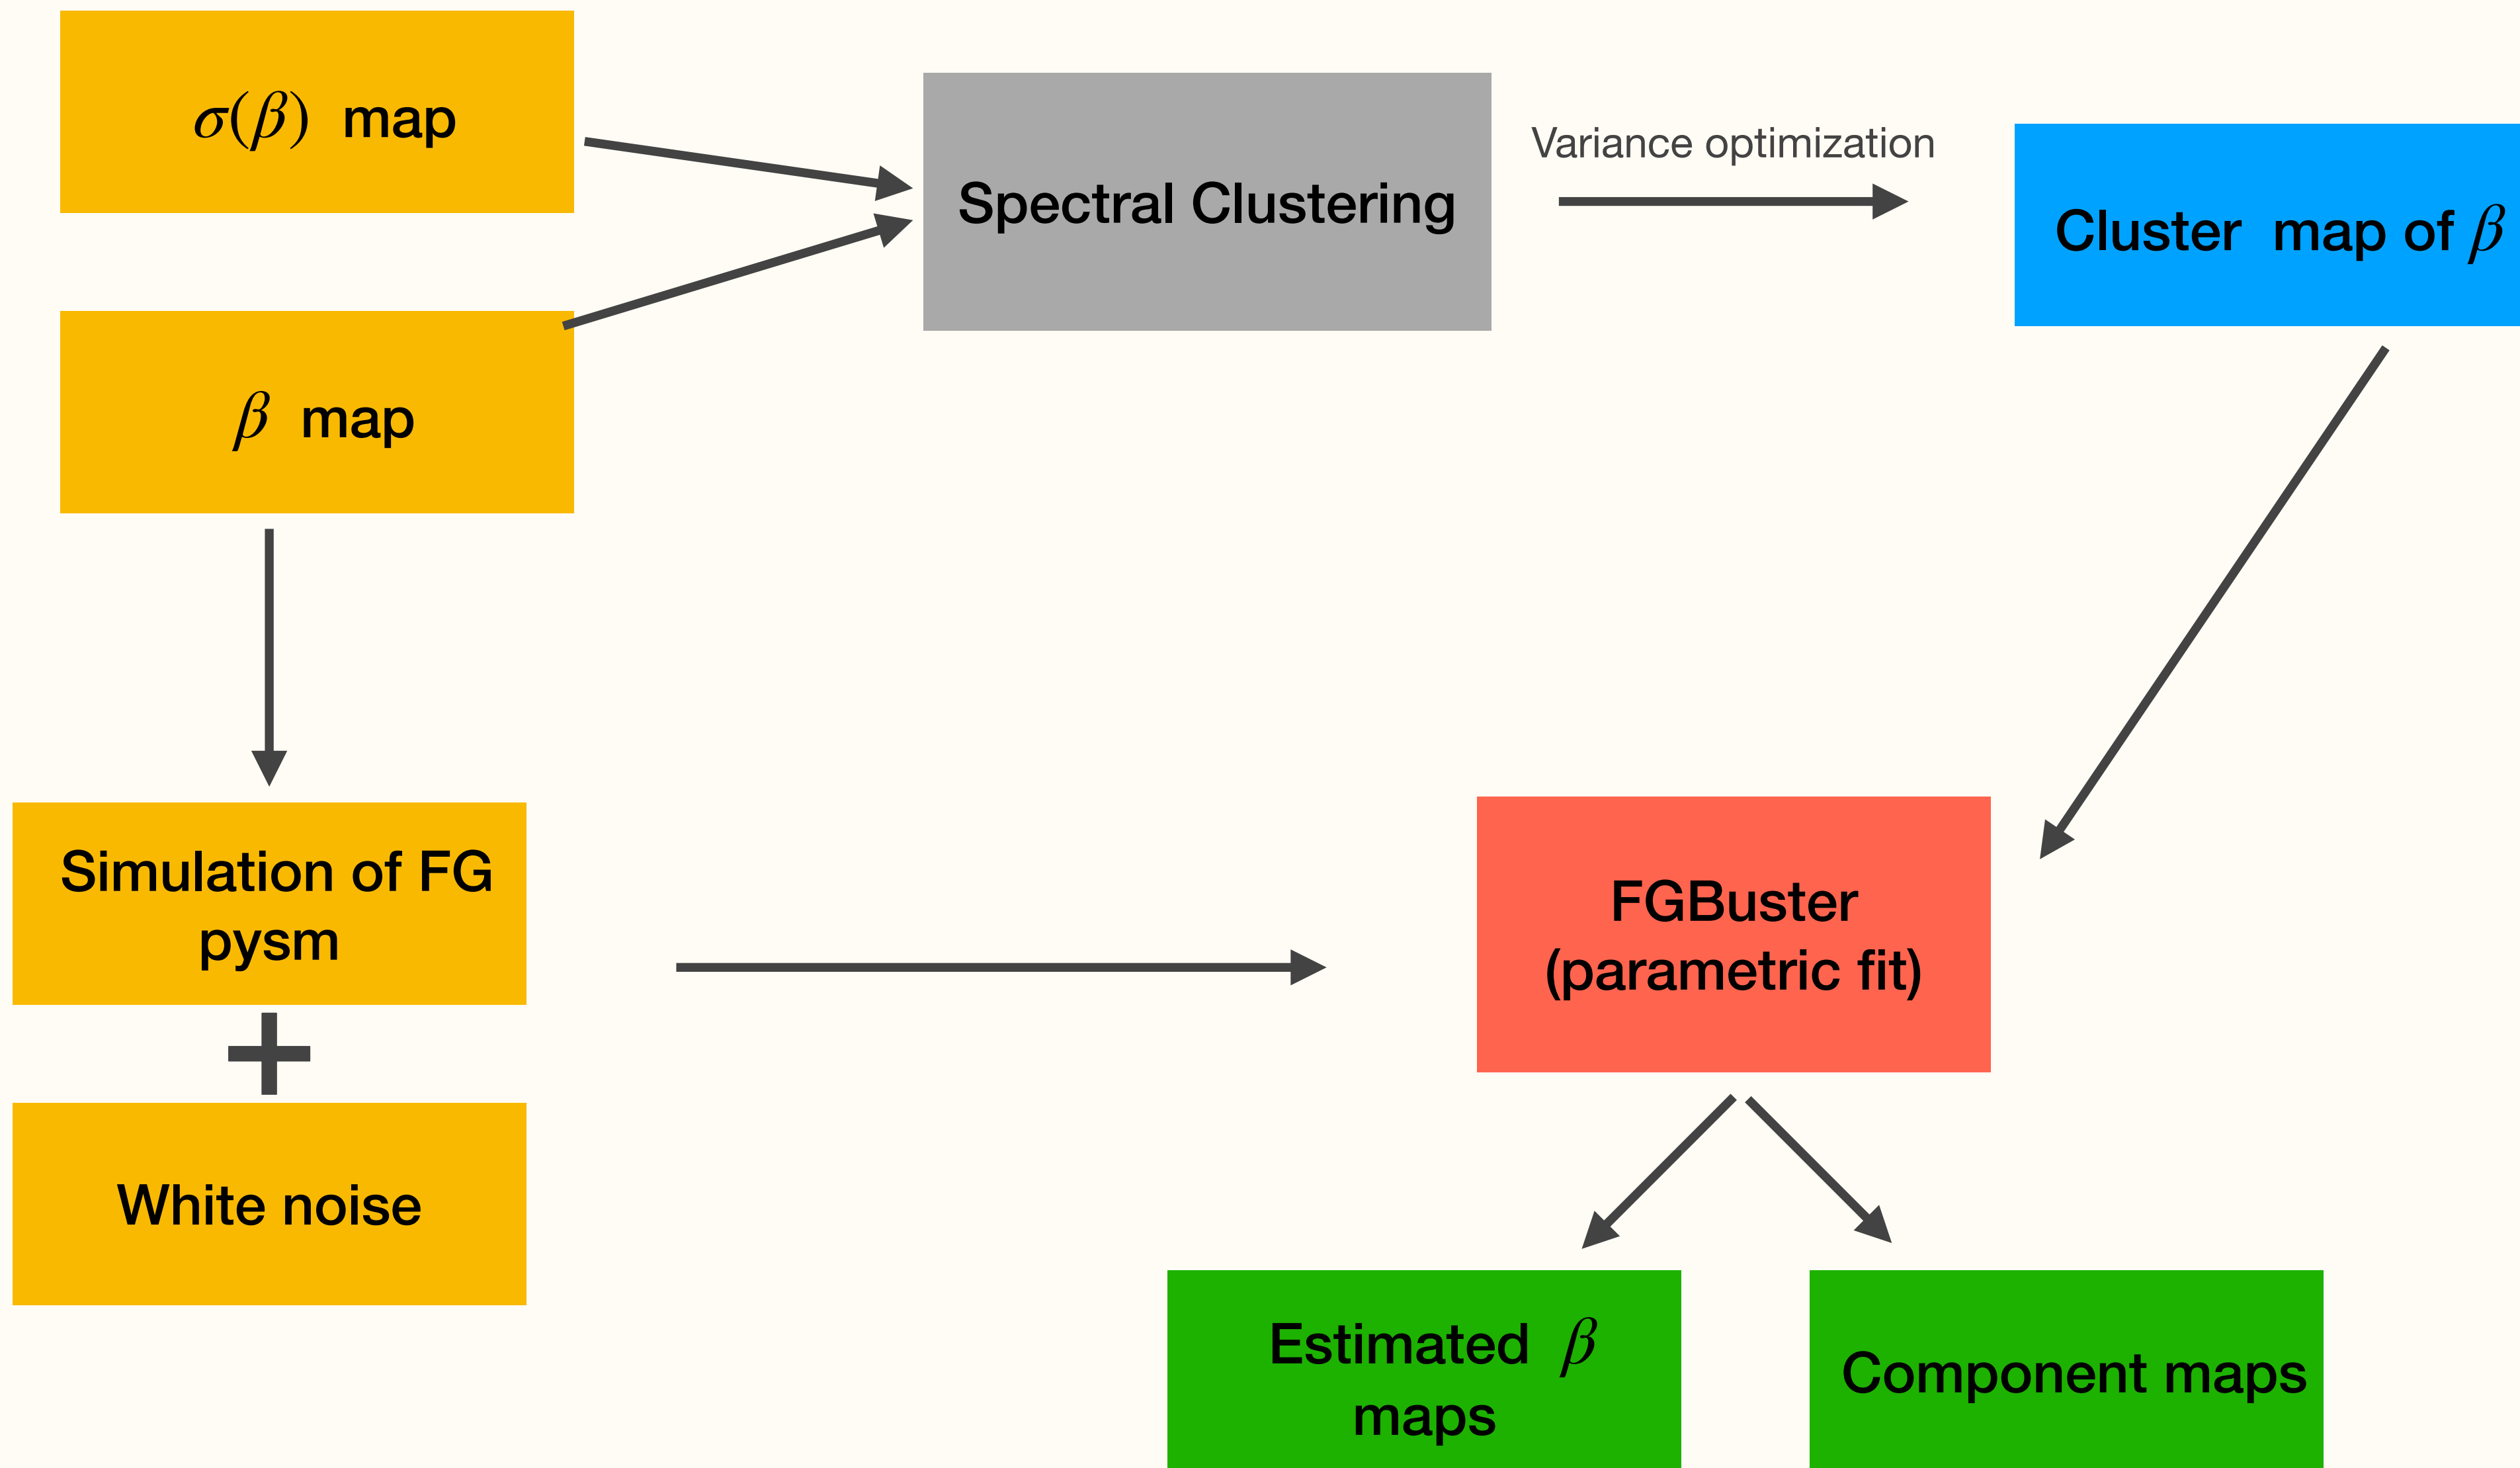 σ(β) map
Spectral Clustering
Variance optimization
Cluster map of β
β map
Simulation of FG
pysm
+
White noise
FGBuster
(parametric fit)
Estimated β
maps
Component maps